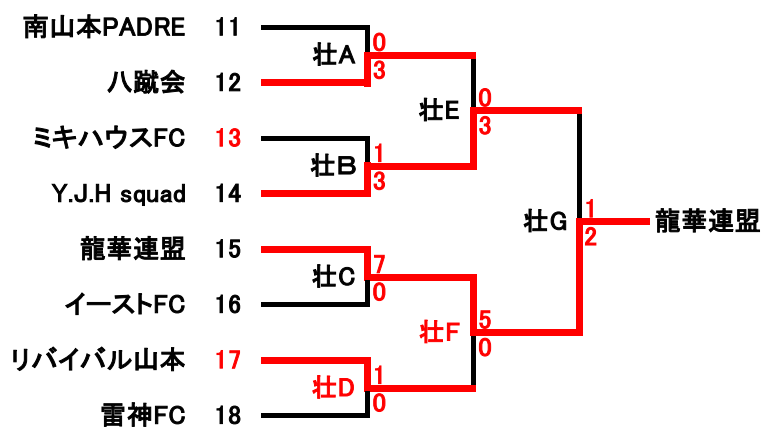 南山本PADRE 11
八蹴会 12
ミキハウスFC 13
Y.J.H squad 14
龍華連盟 15
イーストFC 16
リバイバル山本 17
雷神FC 18
壮A 0 3
壮B 1 3
壮C 7 0
壮D 1 0
壮E 0 3
壮F 5 0
壮G 1 2
龍華連盟